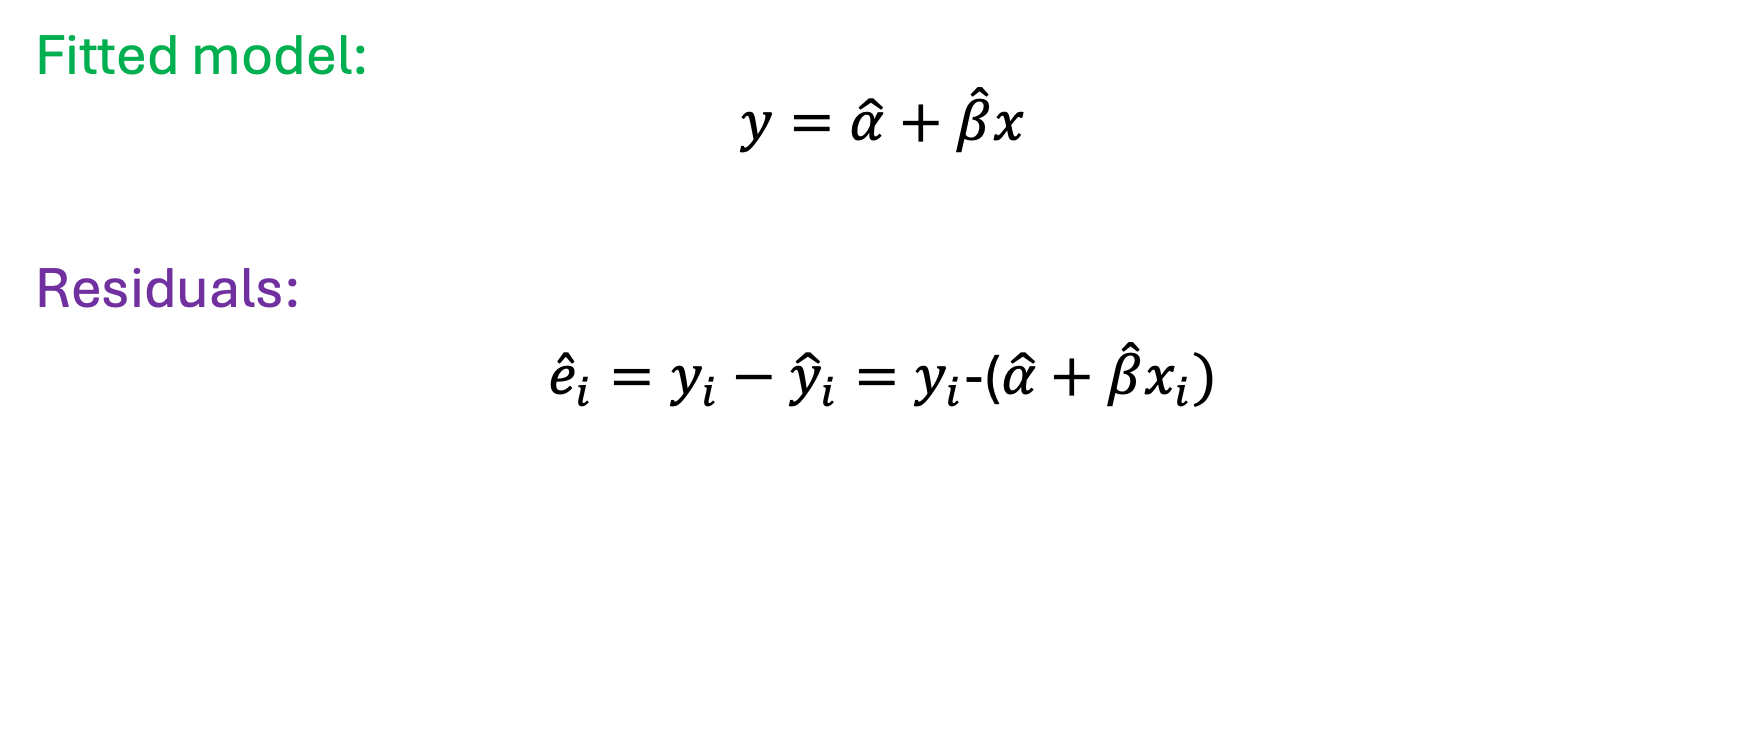 Fitted model:
y = α̂ + β̂x
Residuals:
êᵢ = yᵢ − ŷᵢ = yᵢ-(α̂ + β̂xᵢ)